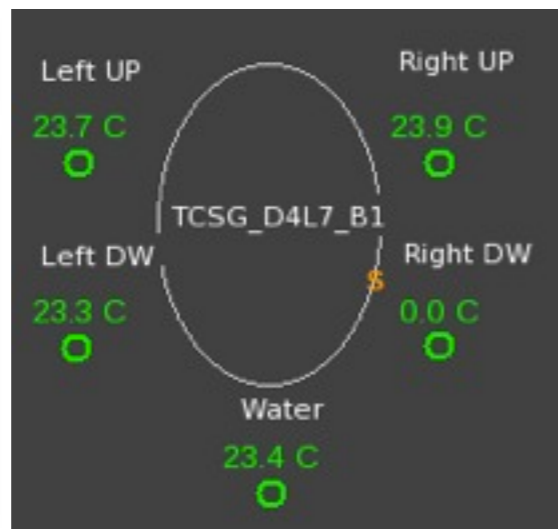 Left UP
Right UP
23.7 C
23.9 C
TCSG_D4L7_B1
Left DW
Right DW
S
23.3 C
0.0 C
Water
23.4 C